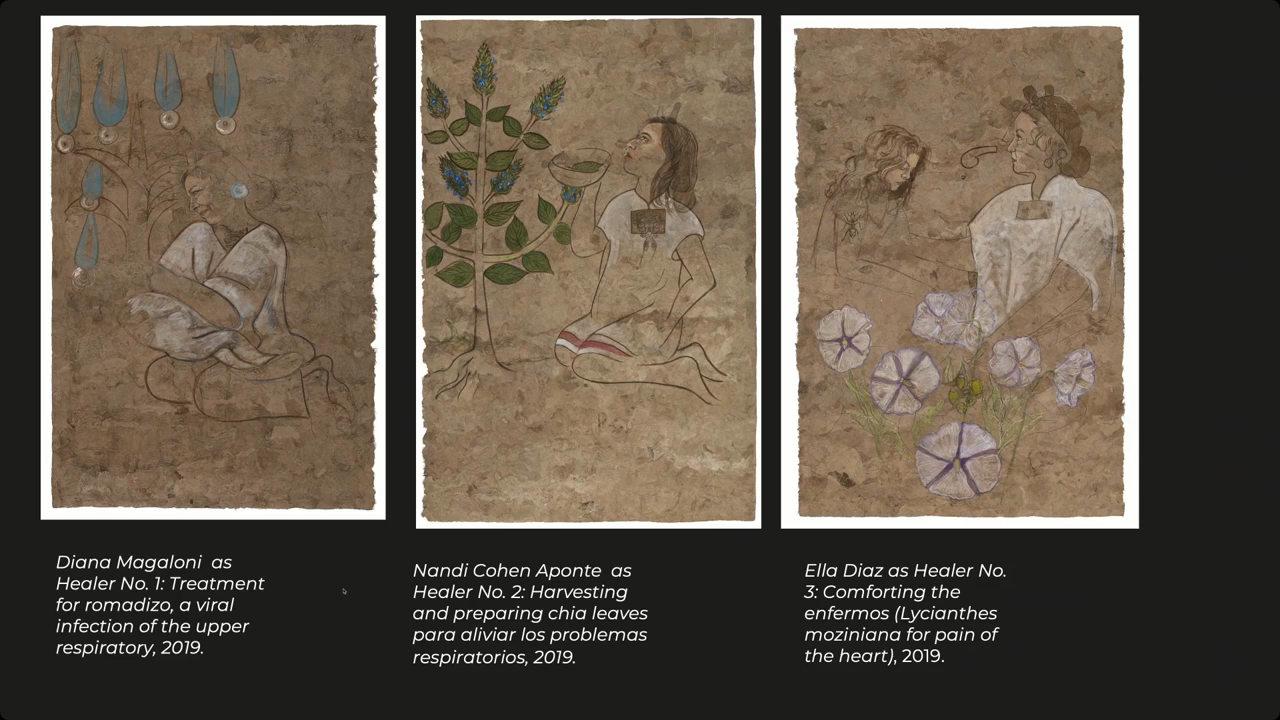 Diana Magaloni as
Healer No. 1: Treatment
for romadizo, a viral
infection of the upper
respiratory, 2019.
Nandi Cohen Aponte as
Healer No. 2: Harvesting
and preparing chia leaves
para aliviar los problemas
respiratorios, 2019.
Ella Diaz as Healer No.
3: Comforting the
enfermos (Lycianthes
moziniana for pain of
the heart), 2019.